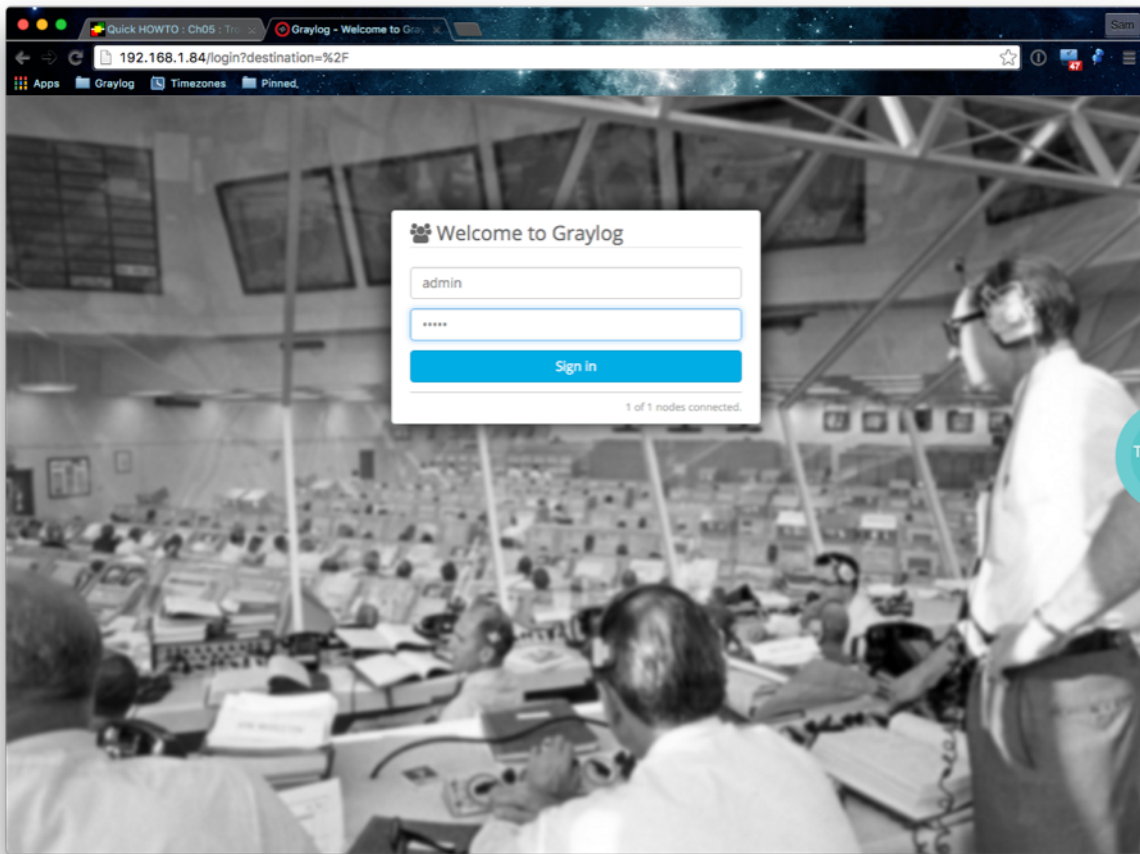 Quick HOWTO : Ch05 : Tro
Graylog - Welcome to Gray
Sam
192.168.1.84/login?destination=%2F
47
Apps
Graylog
Timezones
Pinned
Welcome to Graylog
admin
•••••
Sign in
1 of 1 nodes connected.
T